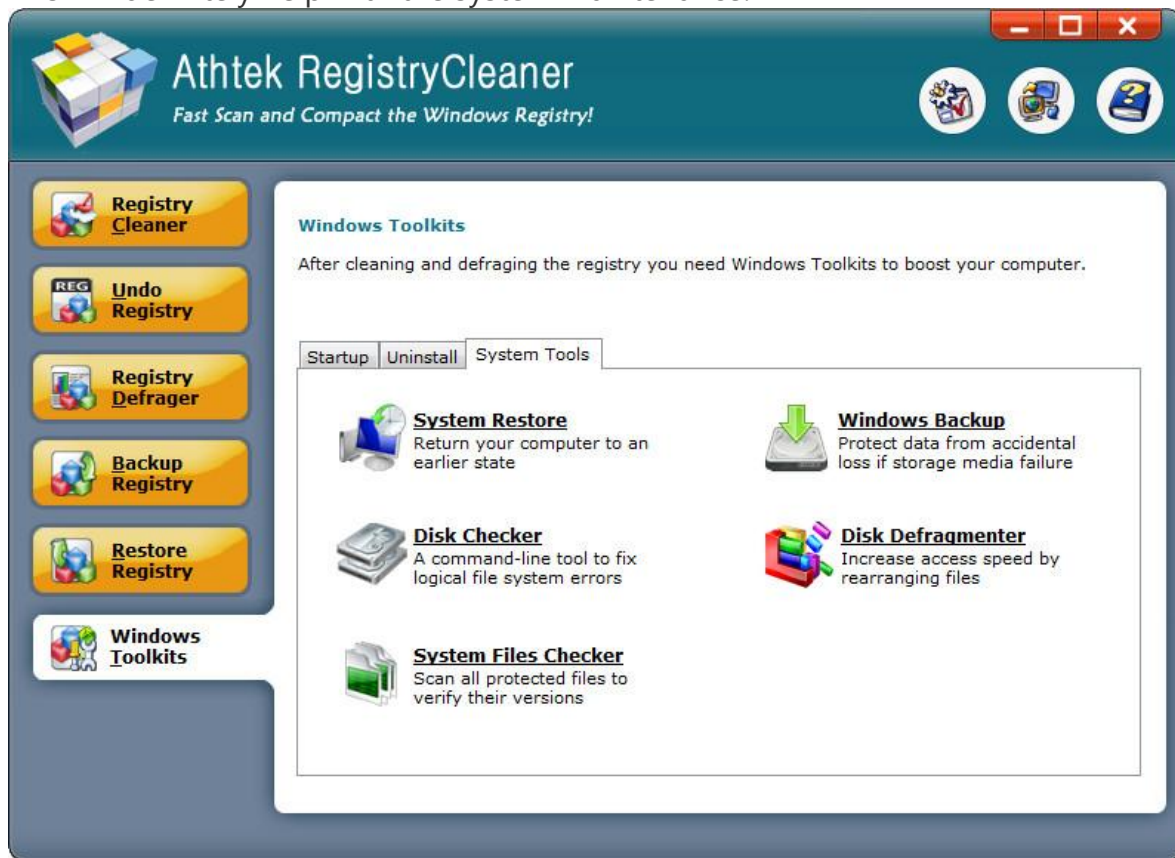 Athtek RegistryCleaner
Fast Scan and Compact the Windows Registry!
Registry
Cleaner
REG
Undo
Registry
Registry
Defrager
Backup
Registry
Restore
Registry
Windows
Toolkits
Windows Toolkits
After cleaning and defraging the registry you need Windows Toolkits to boost your computer.
Startup
Uninstall
System Tools
System Restore
Return your computer to an
earlier state
Windows Backup
Protect data from accidental
loss if storage media failure
Disk Checker
A command-line tool to fix
logical file system errors
Disk Defragmenter
Increase access speed by
rearranging files
System Files Checker
Scan all protected files to
verify their versions